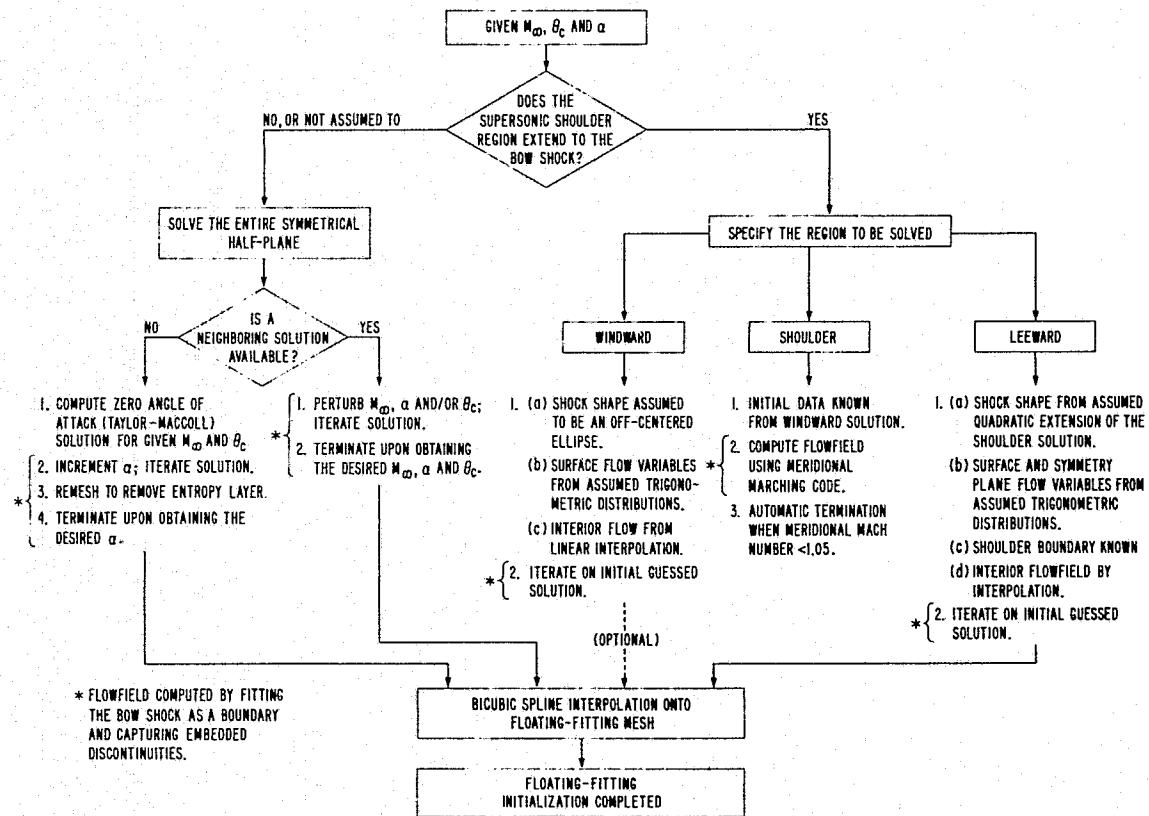 GIVEN M∞, θc AND α
DOES THE
SUPERSONIC SHOULDER
REGION EXTEND TO THE
BOW SHOCK?
NO, OR NOT ASSUMED TO
YES
SOLVE THE ENTIRE SYMMETRICAL
HALF-PLANE
SPECIFY THE REGION TO BE SOLVED
IS A
NEIGHBORING SOLUTION
AVAILABLE?
NO
YES
WINDWARD
SHOULDER
LEEWARD
1. COMPUTE ZERO ANGLE OF
ATTACK (TAYLOR-MACCOLL)
SOLUTION FOR GIVEN M∞ AND θc
* 2. INCREMENT α; ITERATE SOLUTION.
3. REMESH TO REMOVE ENTROPY LAYER.
4. TERMINATE UPON OBTAINING THE
DESIRED α.
* 1. PERTURB M∞, α AND/OR θc;
ITERATE SOLUTION.
2. TERMINATE UPON OBTAINING
THE DESIRED M∞, α AND θc.
1. (a) SHOCK SHAPE ASSUMED
TO BE AN OFF-CENTERED
ELLIPSE.
(b) SURFACE FLOW VARIABLES
FROM ASSUMED TRIGONO-
METRIC DISTRIBUTIONS.
(c) INTERIOR FLOW FROM
LINEAR INTERPOLATION.
* 2. ITERATE ON INITIAL GUESSED
SOLUTION.
1. INITIAL DATA KNOWN
FROM WINDWARD SOLUTION.
* 2. COMPUTE FLOWFIELD
USING MERIDIONAL
MARCHING CODE.
3. AUTOMATIC TERMINATION
WHEN MERIDIONAL MACH
NUMBER <1.05.
1. (a) SHOCK SHAPE FROM ASSUMED
QUADRATIC EXTENSION OF THE
SHOULDER SOLUTION.
(b) SURFACE AND SYMMETRY
PLANE FLOW VARIABLES FROM
ASSUMED TRIGONOMETRIC
DISTRIBUTIONS.
(c) SHOULDER BOUNDARY KNOWN
(d) INTERIOR FLOWFIELD BY
INTERPOLATION.
* 2. ITERATE ON INITIAL GUESSED
SOLUTION.
(OPTIONAL)
* FLOWFIELD COMPUTED BY FITTING
THE BOW SHOCK AS A BOUNDARY
AND CAPTURING EMBEDDED
DISCONTINUITIES.
BICUBIC SPLINE INTERPOLATION ONTO
FLOATING-FITTING MESH
FLOATING-FITTING
INITIALIZATION COMPLETED